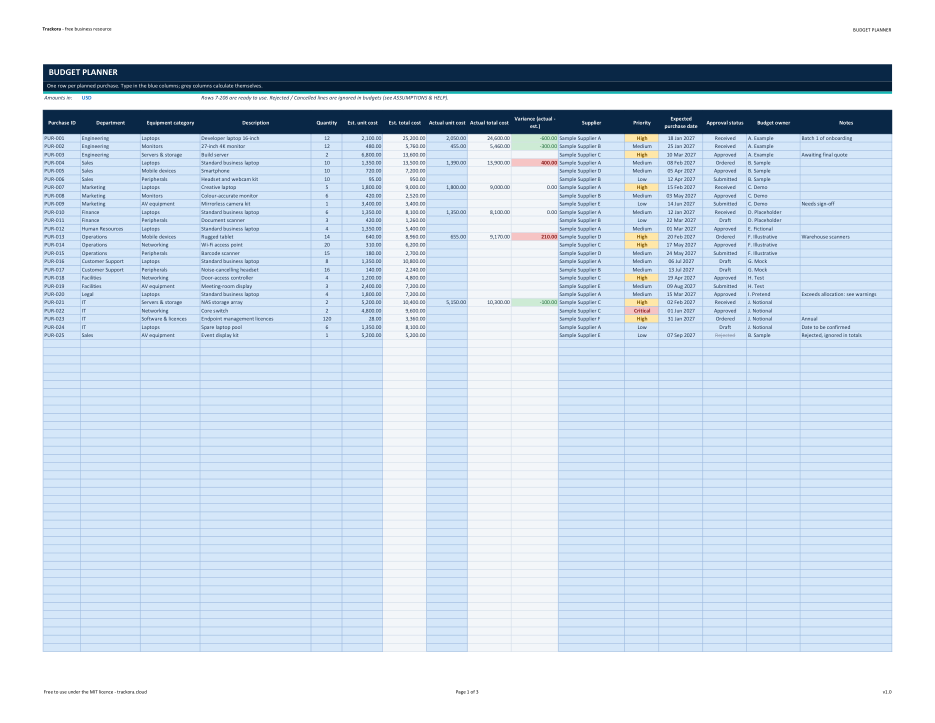 Trackora - free business resource
BUDGET PLANNER
BUDGET PLANNER
One row per planned purchase. Type in the blue columns; grey columns calculate themselves.
Amounts in: USD Rows 7-206 are ready to use. Rejected / Cancelled lines are ignored in budgets (see ASSUMPTIONS & HELP).
Purchase ID Department Equipment category Description Quantity Est. unit cost Est. total cost Actual unit cost Actual total cost Variance (actual - est.) Supplier Priority Expected purchase date Approval status Budget owner Notes
PUR-001 Engineering Laptops Developer laptop 16-inch 12 2,100.00 25,200.00 2,050.00 24,600.00 -600.00 Sample Supplier A High 18 Jan 2027 Received A. Example Batch 1 of onboarding
PUR-002 Engineering Monitors 27-inch 4K monitor 12 480.00 5,760.00 455.00 5,460.00 -300.00 Sample Supplier B Medium 25 Jan 2027 Received A. Example
PUR-003 Engineering Servers & storage Build server 2 6,800.00 13,600.00 Sample Supplier C High 10 Mar 2027 Approved A. Example Awaiting final quote
PUR-004 Sales Laptops Standard business laptop 10 1,350.00 13,500.00 1,390.00 13,900.00 400.00 Sample Supplier A Medium 08 Feb 2027 Ordered B. Sample
PUR-005 Sales Mobile devices Smartphone 10 720.00 7,200.00 Sample Supplier D Medium 05 Apr 2027 Approved B. Sample
PUR-006 Sales Peripherals Headset and webcam kit 10 95.00 950.00 Sample Supplier B Low 12 Apr 2027 Submitted B. Sample
PUR-007 Marketing Laptops Creative laptop 5 1,800.00 9,000.00 1,800.00 9,000.00 0.00 Sample Supplier A High 15 Feb 2027 Received C. Demo
PUR-008 Marketing Monitors Colour-accurate monitor 6 420.00 2,520.00 Sample Supplier B Medium 03 May 2027 Approved C. Demo
PUR-009 Marketing AV equipment Mirrorless camera kit 1 3,400.00 3,400.00 Sample Supplier E Low 14 Jun 2027 Submitted C. Demo Needs sign-off
PUR-010 Finance Laptops Standard business laptop 6 1,350.00 8,100.00 1,350.00 8,100.00 0.00 Sample Supplier A Medium 12 Jan 2027 Received D. Placeholder
PUR-011 Finance Peripherals Document scanner 3 420.00 1,260.00 Sample Supplier B Low 22 Mar 2027 Draft D. Placeholder
PUR-012 Human Resources Laptops Standard business laptop 4 1,350.00 5,400.00 Sample Supplier A Medium 01 Mar 2027 Approved E. Fictional
PUR-013 Operations Mobile devices Rugged tablet 14 640.00 8,960.00 655.00 9,170.00 210.00 Sample Supplier D High 20 Feb 2027 Ordered F. Illustrative Warehouse scanners
PUR-014 Operations Networking Wi-Fi access point 20 310.00 6,200.00 Sample Supplier C High 17 May 2027 Approved F. Illustrative
PUR-015 Operations Peripherals Barcode scanner 15 180.00 2,700.00 Sample Supplier D Medium 24 May 2027 Submitted F. Illustrative
PUR-016 Customer Support Laptops Standard business laptop 8 1,350.00 10,800.00 Sample Supplier A Medium 06 Jul 2027 Draft G. Mock
PUR-017 Customer Support Peripherals Noise-cancelling headset 16 140.00 2,240.00 Sample Supplier B Medium 13 Jul 2027 Draft G. Mock
PUR-018 Facilities Networking Door-access controller 4 1,200.00 4,800.00 Sample Supplier C High 19 Apr 2027 Approved H. Test
PUR-019 Facilities AV equipment Meeting-room display 3 2,400.00 7,200.00 Sample Supplier E Medium 09 Aug 2027 Submitted H. Test
PUR-020 Legal Laptops Standard business laptop 4 1,800.00 7,200.00 Sample Supplier A Medium 15 Mar 2027 Approved I. Pretend Exceeds allocation: see warnings
PUR-021 IT Servers & storage NAS storage array 2 5,200.00 10,400.00 5,150.00 10,300.00 -100.00 Sample Supplier C High 02 Feb 2027 Received J. Notional
PUR-022 IT Networking Core switch 2 4,800.00 9,600.00 Sample Supplier C Critical 01 Jun 2027 Approved J. Notional
PUR-023 IT Software & licences Endpoint management licences 120 28.00 3,360.00 Sample Supplier F High 31 Jan 2027 Ordered J. Notional Annual
PUR-024 IT Laptops Spare laptop pool 6 1,350.00 8,100.00 Sample Supplier A Low Draft J. Notional Date to be confirmed
PUR-025 Sales AV equipment Event display kit 1 5,200.00 5,200.00 Sample Supplier E Low 07 Sep 2027 Rejected B. Sample Rejected, ignored in totals
Free to use under the MIT licence - trackora.cloud
Page 1 of 3
v1.0